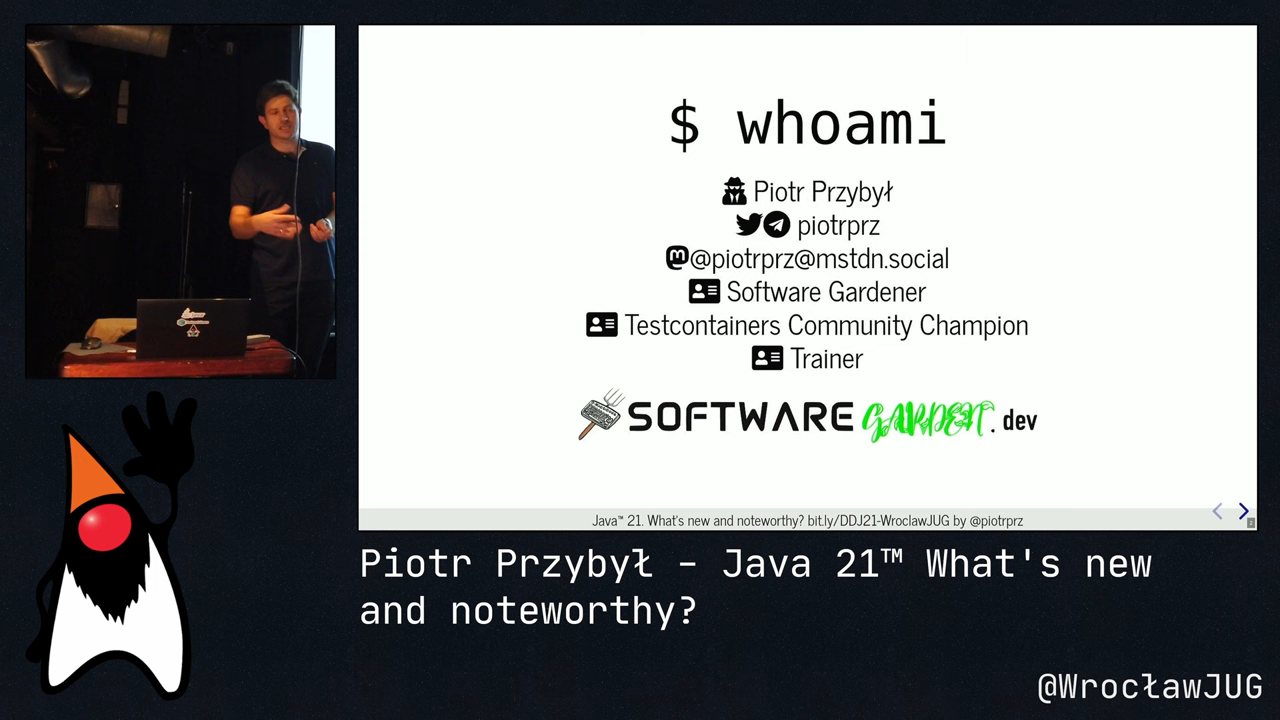 $ whoami
Piotr Przybył
piotrprz
@piotrprz@mstdn.social
Software Gardener
Testcontainers Community Champion
Trainer
SOFTWARE GARDEN.dev
Java™ 21. What's new and noteworthy? bit.ly/DDJ21-WroclawJUG by @piotrprz
Piotr Przybył – Java 21™ What's new
and noteworthy?
@WrocławJUG